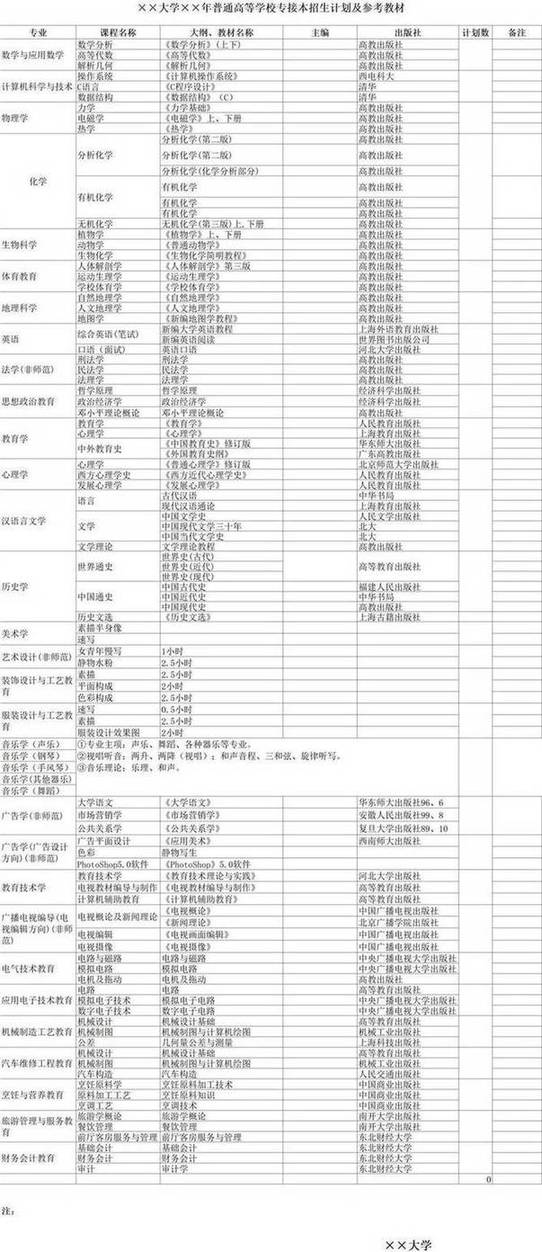 ××大学××年普通高等学校专接本招生计划及参考教材
专业 课程名称 大纲、教材名称 主编 出版社 计划数 备注
数学与应用数学 数学分析 《数学分析》(上下) 高教出版社
高等代数 《高等代数》 高教出版社
解析几何 《解析几何》 高教出版社
计算机科学与技术 操作系统 《计算机操作系统》 西电科大
C语言 《C程序设计》 清华
数据结构 《数据结构》(C) 清华
物理学 力学 《力学基础》 高教出版社
电磁学 《电磁学》上、下册 高教出版社
热学 《热学》 高教出版社
化学 分析化学 分析化学(第二版) 高教出版社
分析化学(第二版) 高教出版社
分析化学(化学分析部分) 高教出版社
有机化学 有机化学 高教出版社
有机化学 高教出版社
有机化学 高教出版社
无机化学 无机化学(第三版)上.下册 高教出版社
生物科学 植物学 《植物学》上、下册 高教出版社
动物学 《普通动物学》 高教出版社
生物化学 《生物化学简明教程》 高教出版社
体育教育 人体解剖学 《人体解剖学》第三版 高教出版社
运动生理学 《运动生理学》 高教出版社
学校体育学 《学校体育学》 高教出版社
地理科学 自然地理学 《自然地理学》 高教出版社
人文地理学 《人文地理学》 高教出版社
地图学 《新编地图学教程》 高教出版社
英语 综合英语(笔试) 新编大学英语教程 上海外语教育出版社
新编英语阅读 世界图书出版公司
口语（面试） 英语口语 河北大学出版社
法学(非师范) 刑法学 刑法学 高教出版社
民法学 民法学 高教出版社
法理学 法理学 高教出版社
思想政治教育 哲学原理 哲学原理 经济科学出版社
政治经济学 政治经济学 经济科学出版社
邓小平理论概论 邓小平理论概论 高教出版社
教育学 教育学 《教育学》 人民教育出版社
心理学 《心理学》 上海教育出版社
中外教育史 《中国教育史》修订版 华东师大出版社
《外国教育史纲》 广东高教出版社
心理学 心理学 《普通心理学》修订版 北京师范大学出版社
西方心理学史 《西方近代心理学史》 人民教育出版社
发展心理学 《发展心理学》 人民教育出版社
汉语言文学 语言 古代汉语 中华书局
现代汉语通论 上海教育出版社
文学 中国文学史 人民文学出版社
中国现代文学三十年 北大
中国当代文学史 北大
文学理论 文学理论教程 高教出版社
历史学 世界通史 世界史(古代)
世界史(近代) 高等教育出版社
世界史(现代)
中国通史 中国古代史 福建人民出版社
中国近代史 中华书局
中国现代史 高教出版社
历史文选 《历史文选》 上海古籍出版社
美术学 素描半身像
速写
艺术设计(非师范) 女青年慢写 1小时
静物水粉 2.5小时
装饰设计与工艺教育 素描 2.5小时
平面构成 2小时
色彩构成 2.5小时
服装设计与工艺教育 速写 0.5小时
素描 2.5小时
服装设计效果图 2小时
音乐学（声乐） ①专业主项：声乐、舞蹈、各种器乐等专业。
音乐学（钢琴） ②视唱听音：两升、两降（视唱）；和声音程、三和弦、旋律听写。
音乐学（手风琴） ③音乐理论：乐理、和声。
音乐学(其他器乐)
音乐学（舞蹈）
广告学(非师范) 大学语文 《大学语文》 华东师大出版社96、6
市场营销学 《市场营销学》 安徽人民出版社99、8
公共关系学 《公共关系学》 复旦大学出版社89、10
广告学(广告设计方向)(非师范) 广告平面设计 《应用美术》 西南师大出版社
色彩 静物写生
PhotoShop5.0软件 《PhotoShop》5.0软件
教育技术学 教育技术学 《教育技术理论与实践》 河北大学出版社
电视教材编导与制作 《电视教材编导与制作》 高等教育出版社
计算机辅助教育 《计算机辅助教育》 高等教育出版社
广播电视编导(电视编辑方向)(非师范) 电视概论及新闻理论 《电视概论》 中国广播电视出版社
《新闻理论》 北京广播学院出版社
电视编辑 《电视画面编辑》 中国广播电视出版社
电视摄像 《电视摄像》 中国广播电视出版社
电气技术教育 电路与磁路 电路与磁路 中央广播电视大学出版社
模拟电路 模拟电路 中央广播电视大学出版社
电机及拖动 电机及拖动 高教出版社
应用电子技术教育 电路 电路 高等教育出版社
模拟电子技术 模拟电子电路 中央广播电视大学出版社
数字电子技术 数字电子电路 中央广播电视大学出版社
机械制造工艺教育 机械设计 机械设计基础 高等教育出版社
机械制图 机械制图与计算机绘图 机械工业出版社
公差 几何量公差与测量 上海科技出版社
汽车维修工程教育 机械设计 机械设计基础 高等教育出版社
机械制图 机械制图与计算机绘图 机械工业出版社
汽车构造 汽车构造 人民交通出版社
烹饪与营养教育 烹饪原料学 烹饪原料加工技术 中国商业出版社
原料加工工艺 烹饪原料知识 中国商业出版社
烹调工艺 烹调技术 中国商业出版社
旅游管理与服务教育 旅游学概论 旅游学概论 南开大学出版社
餐饮管理 餐饮管理 南开大学出版社
前厅客房服务与管理 前厅客房服务与管理 东北财经大学
财务会计教育 基础会计 基础会计 东北财经大学
财务会计 财务会计 东北财经大学
审计 审计学 东北财经大学
0
注：
××大学